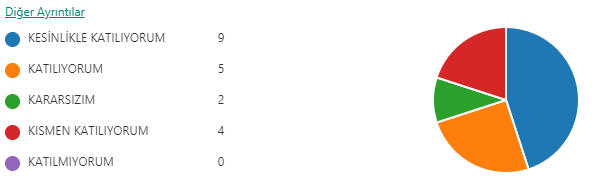 Diğer Ayrıntılar
KESİNLİKLE KATILIYORUM 9
KATILIYORUM 5
KARARSIZIM 2
KISMEN KATILIYORUM 4
KATILMIYORUM 0